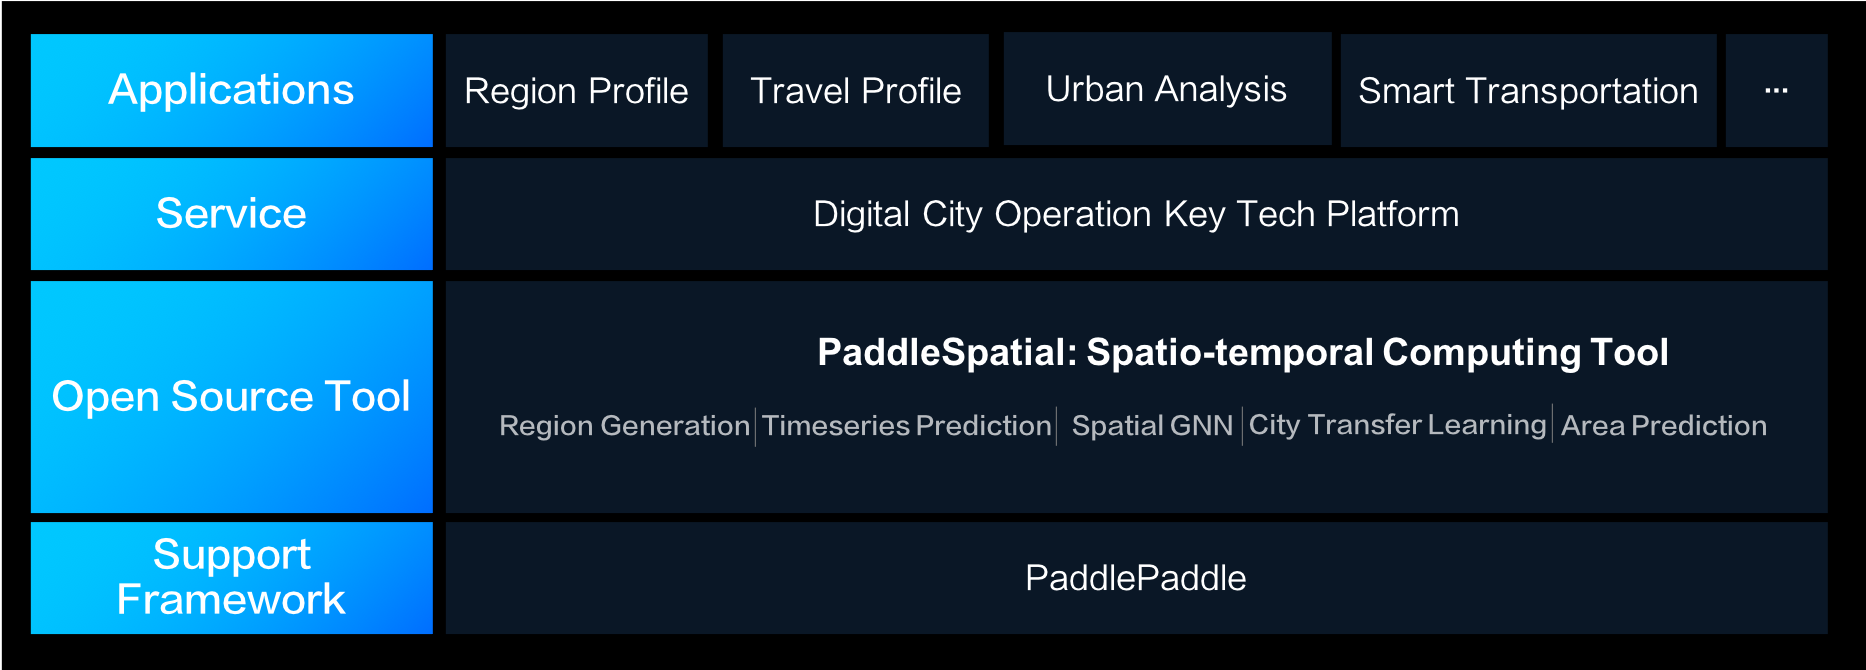 Applications
Region Profile
Travel Profile
Urban Analysis
Smart Transportation
...
Service
Digital City Operation Key Tech Platform
Open Source Tool
PaddleSpatial: Spatio-temporal Computing Tool
Region Generation
Timeseries Prediction
Spatial GNN
City Transfer Learning
Area Prediction
Support
Framework
PaddlePaddle